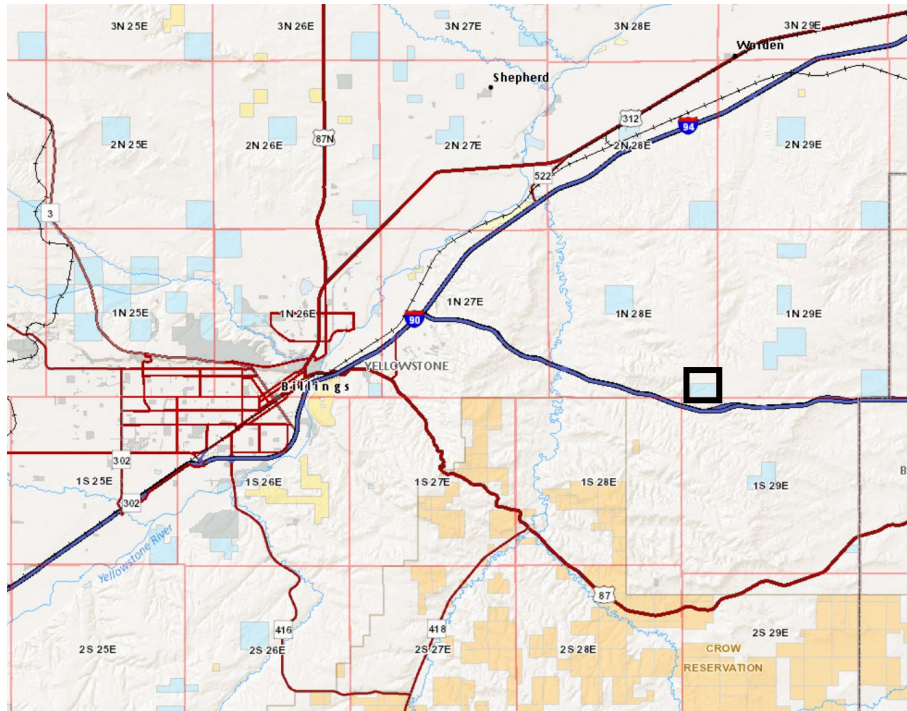 3N 25E
3N 26E
3N 27E
3N 28E
3N 29E
Worden
Shepherd
312
94
87N
2N 25E
2N 26E
2N 27E
2N 28E
2N 29E
522
3
1N 25E
1N 26E
1N 27E
1N 28E
1N 29E
90
YELLOWSTONE
Billings
302
1S 25E
1S 26E
1S 27E
1S 28E
1S 29E
B
302
Yellowstone River
87
416
418
2S 25E
2S 26E
2S 27E
2S 28E
2S 29E
CROW
RESERVATION